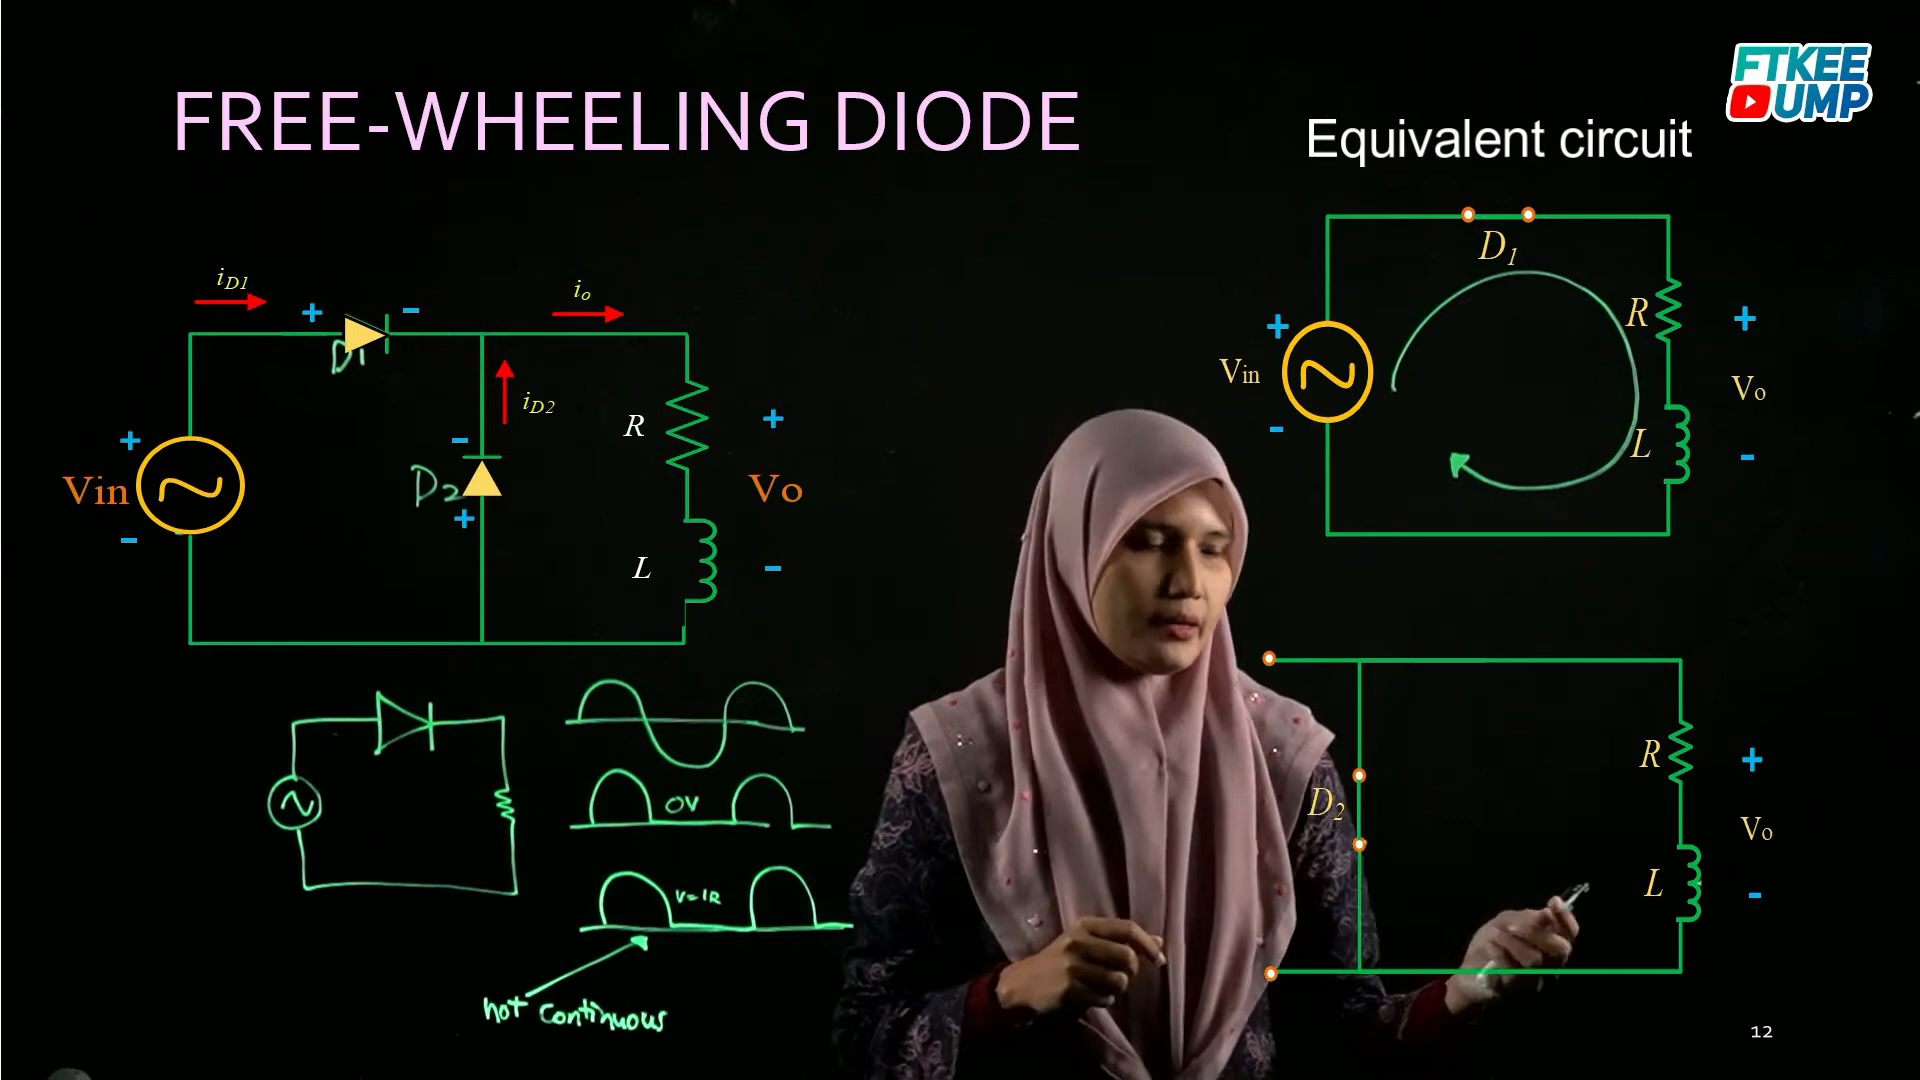 FREE-WHEELING DIODE
FTKEE
UMP
Equivalent circuit
iD1
+ -
io
D1
iD2
+
Vin
-
-
D2
+
R
L
+
Vo
-
D1
+
Vin
-
R
L
+
Vo
-
0V
V=IR
not continuous
D2
R
L
+
Vo
-
12